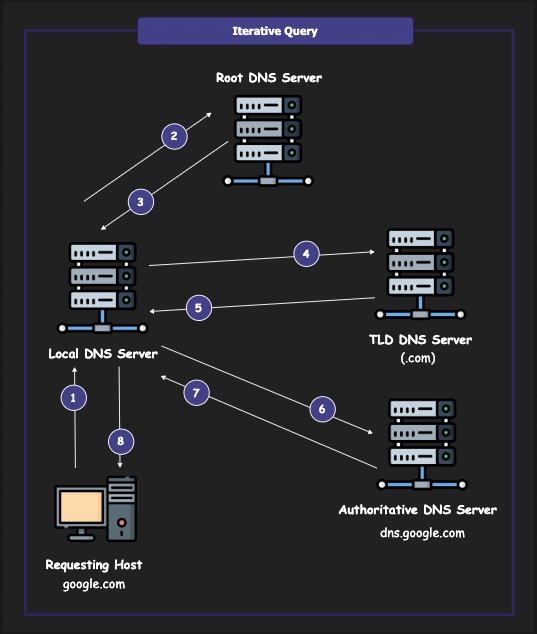 Iterative Query
Root DNS Server
2
3
4
5
Local DNS Server
TLD DNS Server
(.com)
1
7
6
8
Authoritative DNS Server
dns.google.com
Requesting Host
google.com